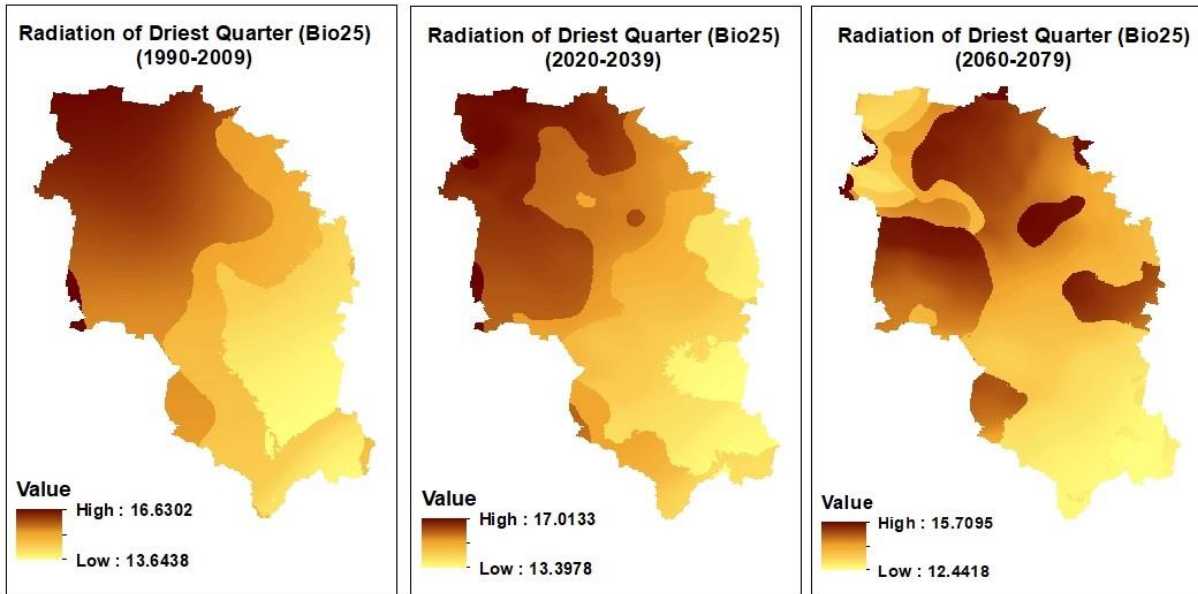 Radiation of Driest Quarter (Bio25)
(1990-2009)
Value
High : 16.6302
Low : 13.6438
Radiation of Driest Quarter (Bio25)
(2020-2039)
Value
High : 17.0133
Low : 13.3978
Radiation of Driest Quarter (Bio25)
(2060-2079)
Value
High : 15.7095
Low : 12.4418